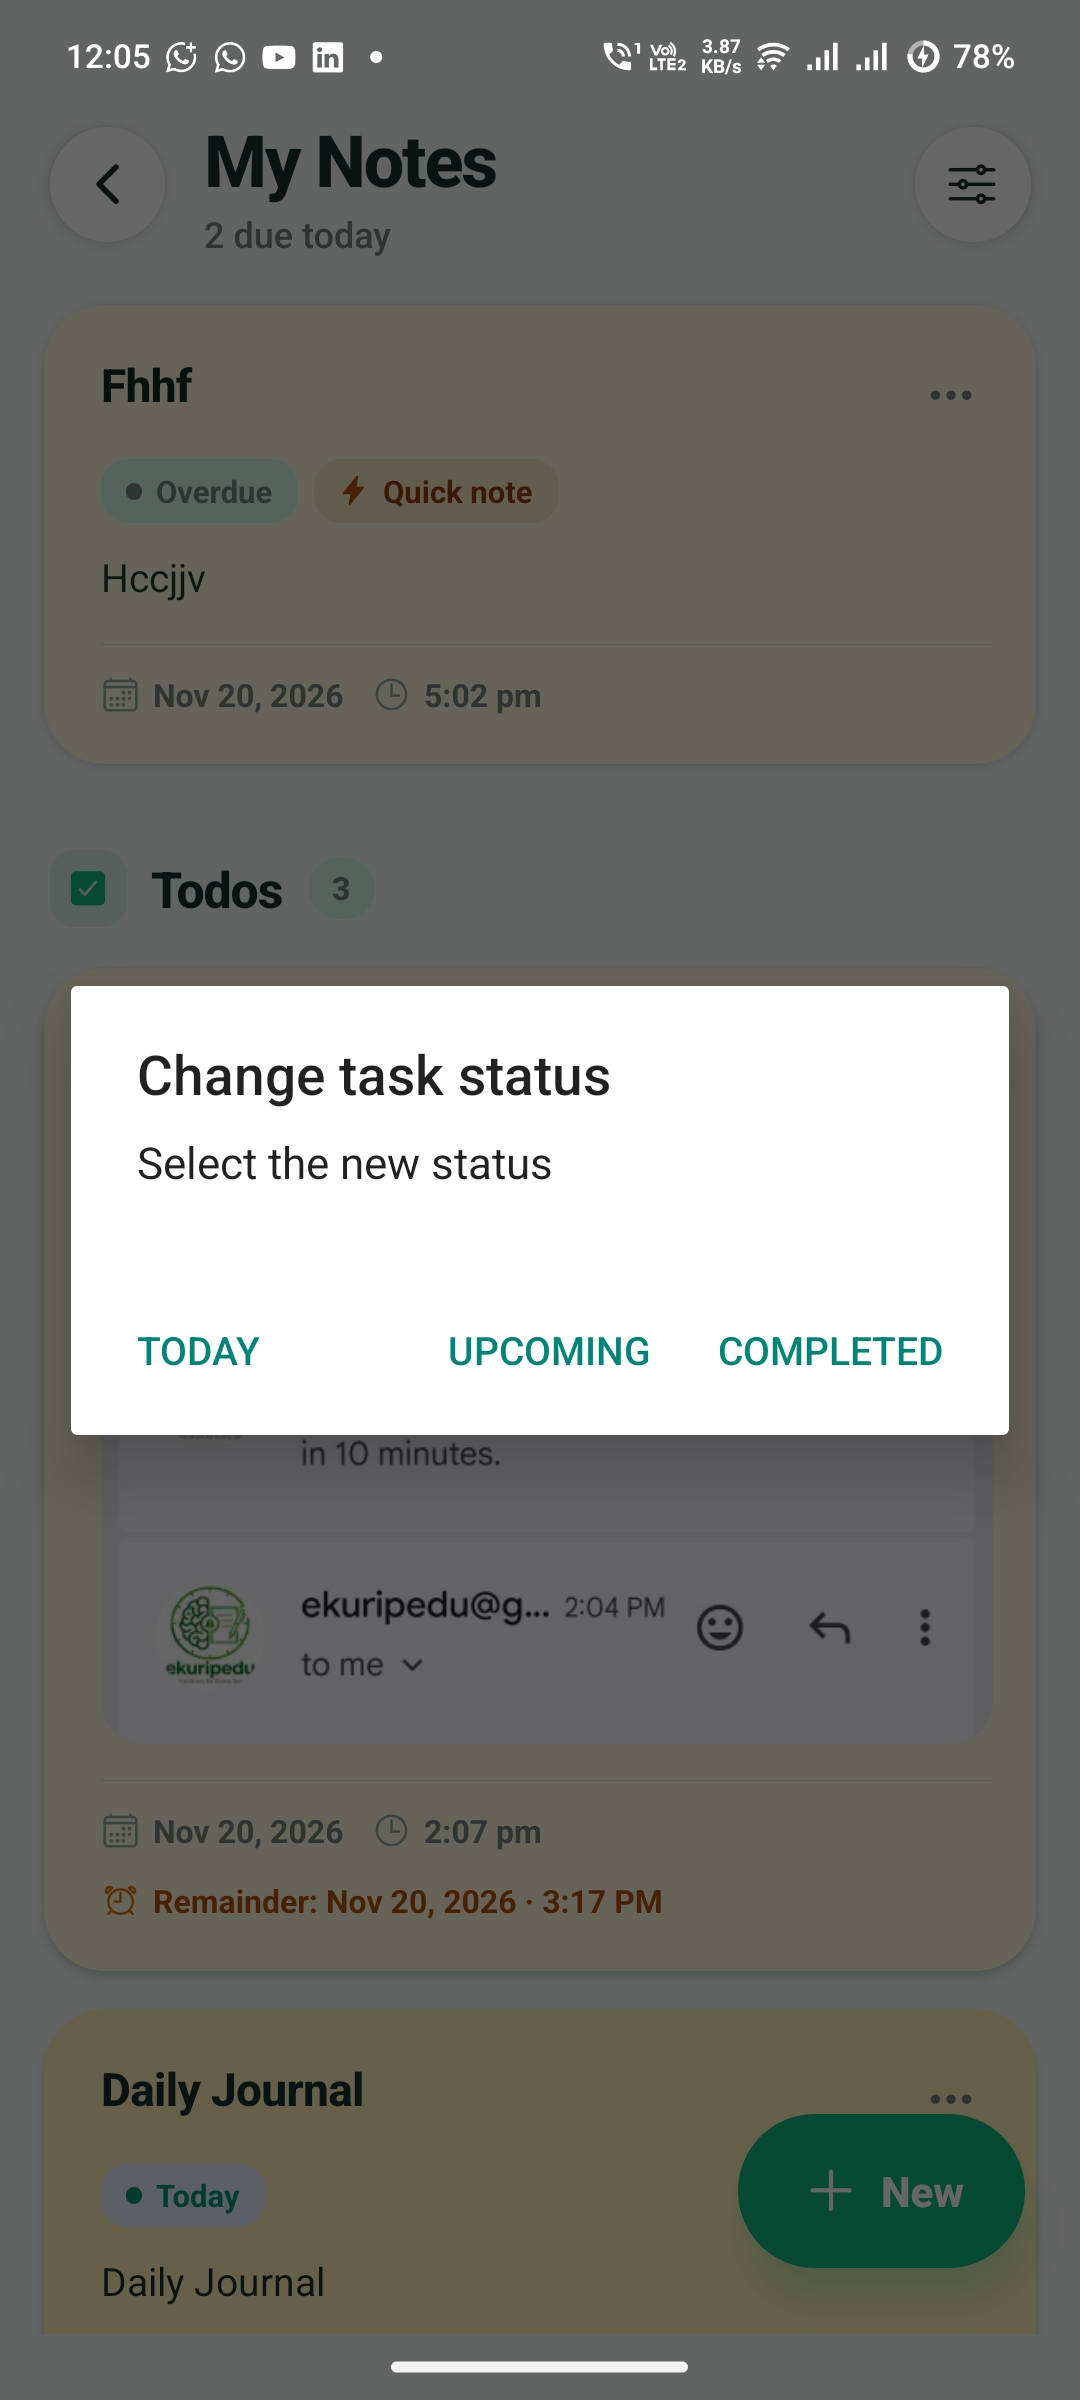 12:05
1 Vo)) LTE2 3.87 KB/s 78%
My Notes
2 due today
Fhhf
Overdue
Quick note
Hccjjv
Nov 20, 2026
5:02 pm
Todos 3
Change task status
Select the new status
TODAY
UPCOMING
COMPLETED
in 10 minutes.
ekuripedu@g... 2:04 PM
to me
ekuripedu
Nov 20, 2026
2:07 pm
Remainder: Nov 20, 2026 · 3:17 PM
Daily Journal
Today
New
Daily Journal